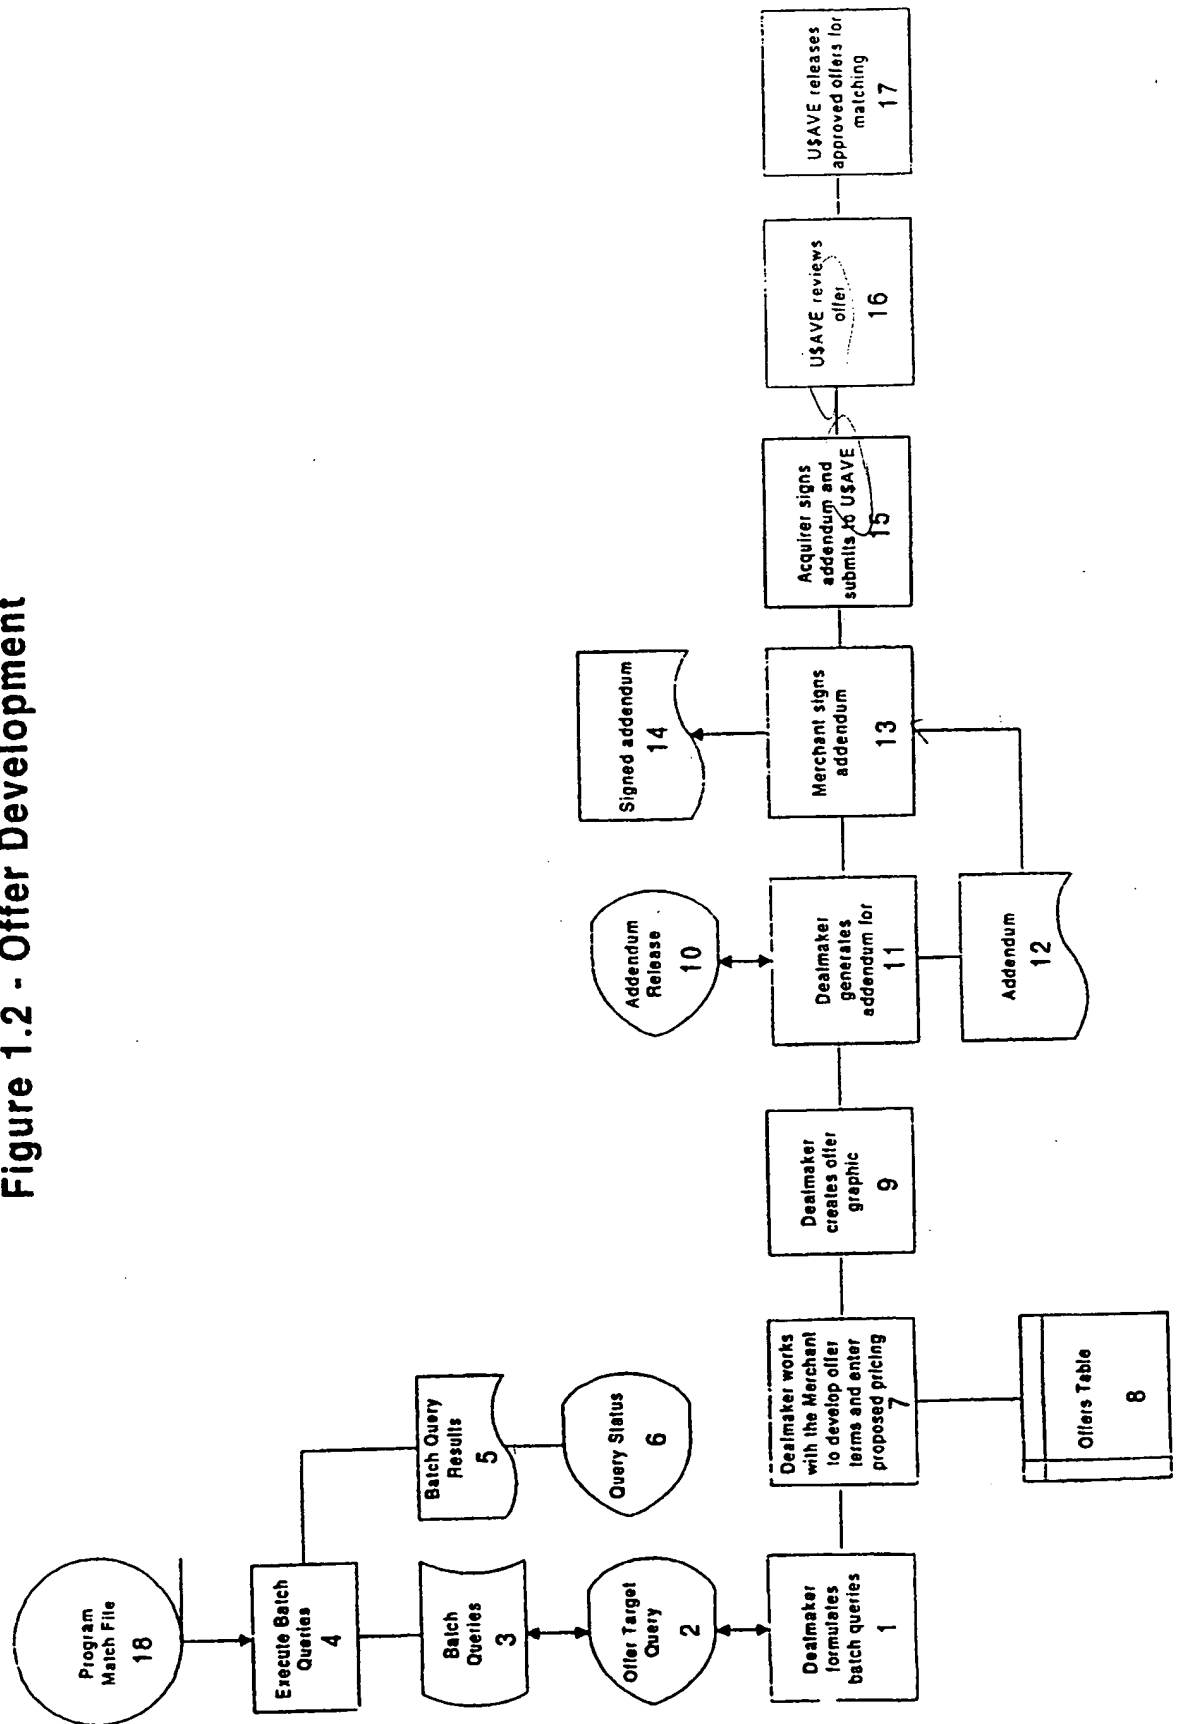 Figure 1.2 - Offer Development
Program
Match File
18
Execute Batch
Queries
4
Batch
Queries
3
Offer Target
Query
2
Dealmaker
formulates
batch queries
1
Batch Query
Results
5
Query Status
6
Dealmaker works
with the Merchant
to develop offer
terms and enter
proposed pricing
7
Offers Table
8
Dealmaker
creates offer
graphic
9
Addendum
Release
10
Dealmaker
generates
addendum for
11
Addendum
12
Signed addendum
14
Merchant signs
addendum
13
Acquirer signs
addendum and
submits to U$AVE
15
U$AVE reviews
offer
16
U$AVE releases
approved offers for
matching
17